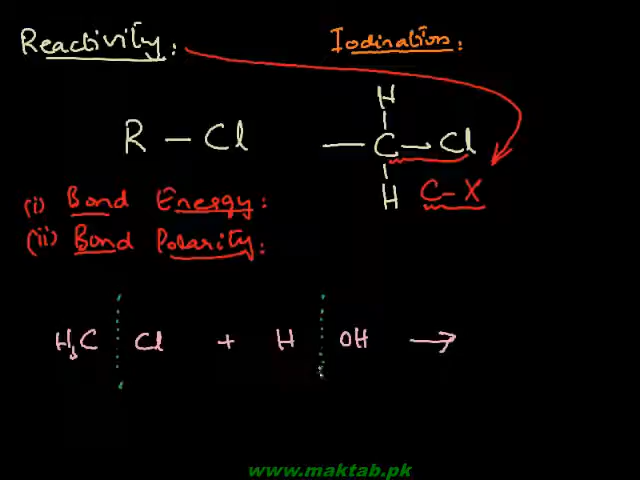 Reactivity:
Iodination:
R – Cl
H
– C – Cl
H
C – X
(i) Bond Energy:
(ii) Bond Polarity:
H₃C Cl + H OH →
www.maktab.pk